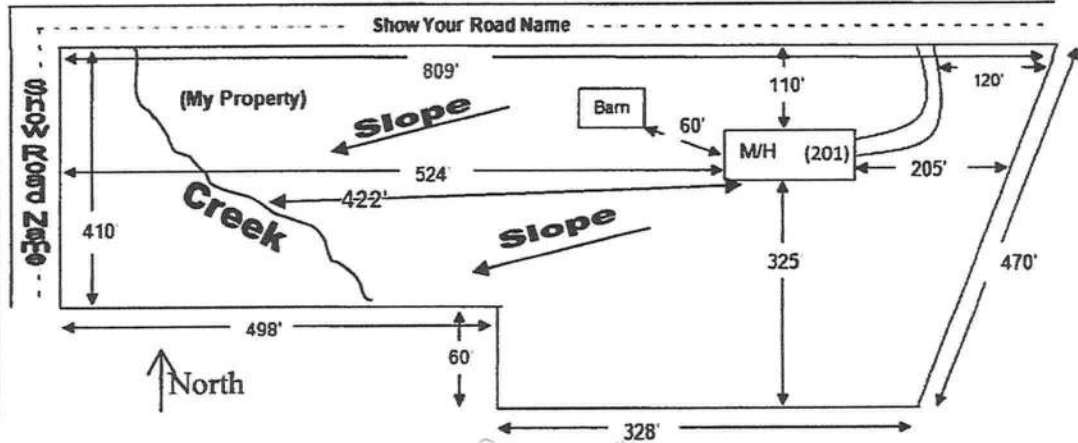 Show Your Road Name
Show Road Name
809'
110'
120'
(My Property)
Slope
Barn
60'
M/H (201)
524'
205'
422'
Creek
410'
Slope
325'
470'
498'
60'
North
328'